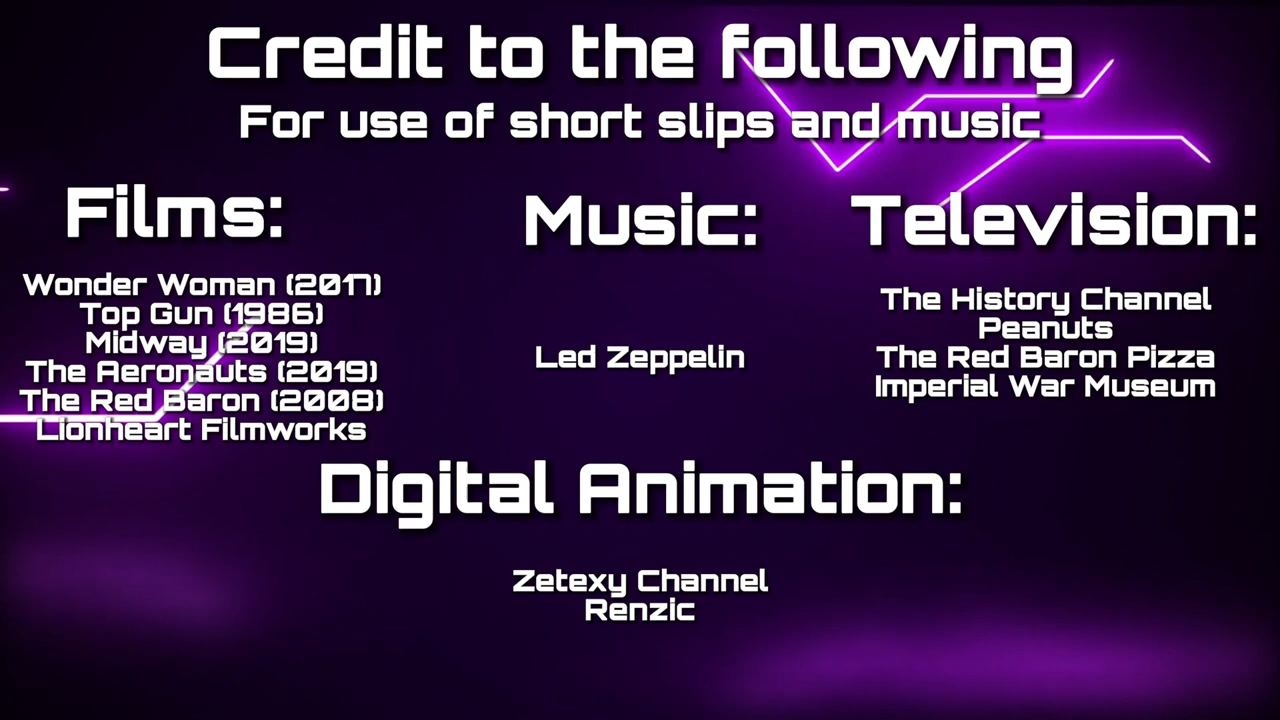 Credit to the following
For use of short slips and music
Films:
Wonder Woman (2017)
Top Gun (1986)
Midway (2019)
The Aeronauts (2019)
The Red Baron (2008)
Lionheart Filmworks
Music:
Led Zeppelin
Television:
The History Channel
Peanuts
The Red Baron Pizza
Imperial War Museum
Digital Animation:
Zetexy Channel
Renzic